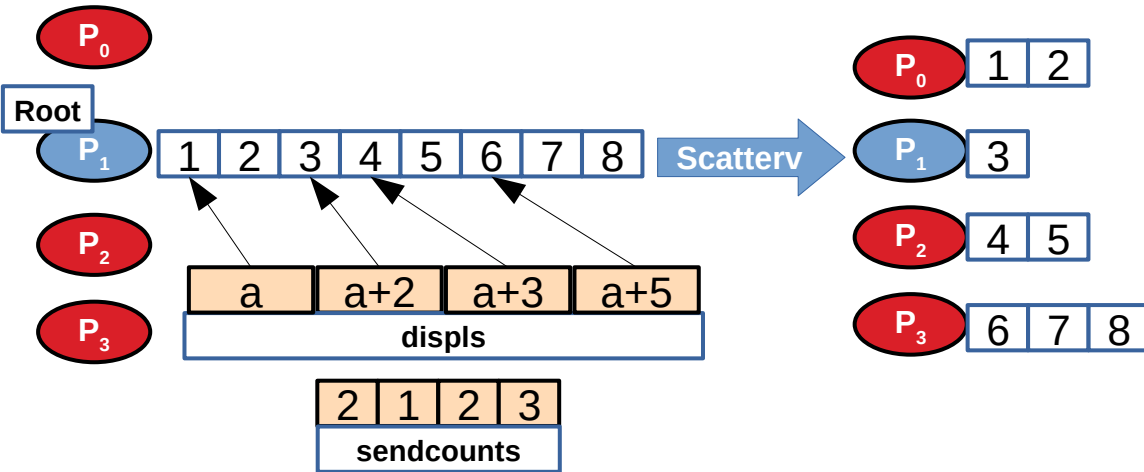 P0
Root
P1 1 2 3 4 5 6 7 8 Scatterv
P2
a a+2 a+3 a+5
P3
displs
2 1 2 3
sendcounts
P0 1 2
P1 3
P2 4 5
P3 6 7 8